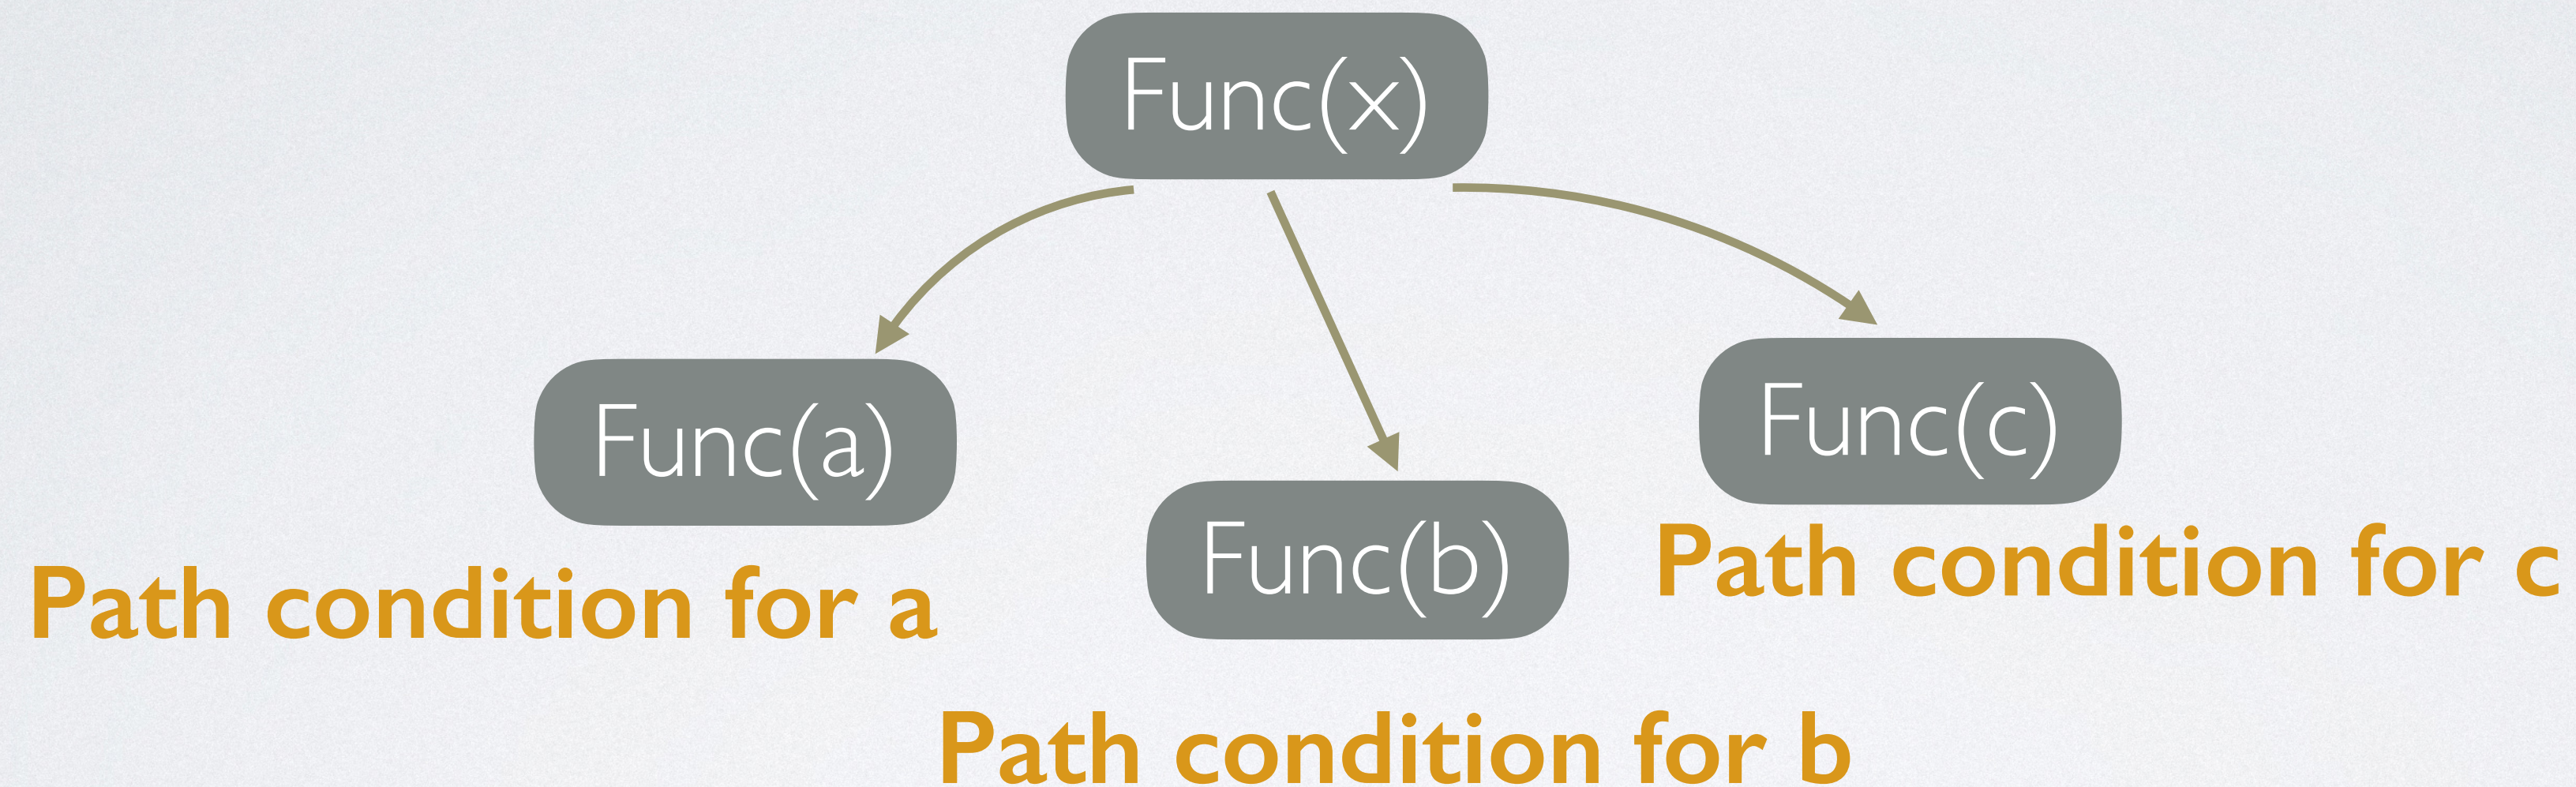 Func(x)
Func(a)
Path condition for a
Func(b)
Path condition for b
Func(c)
Path condition for c